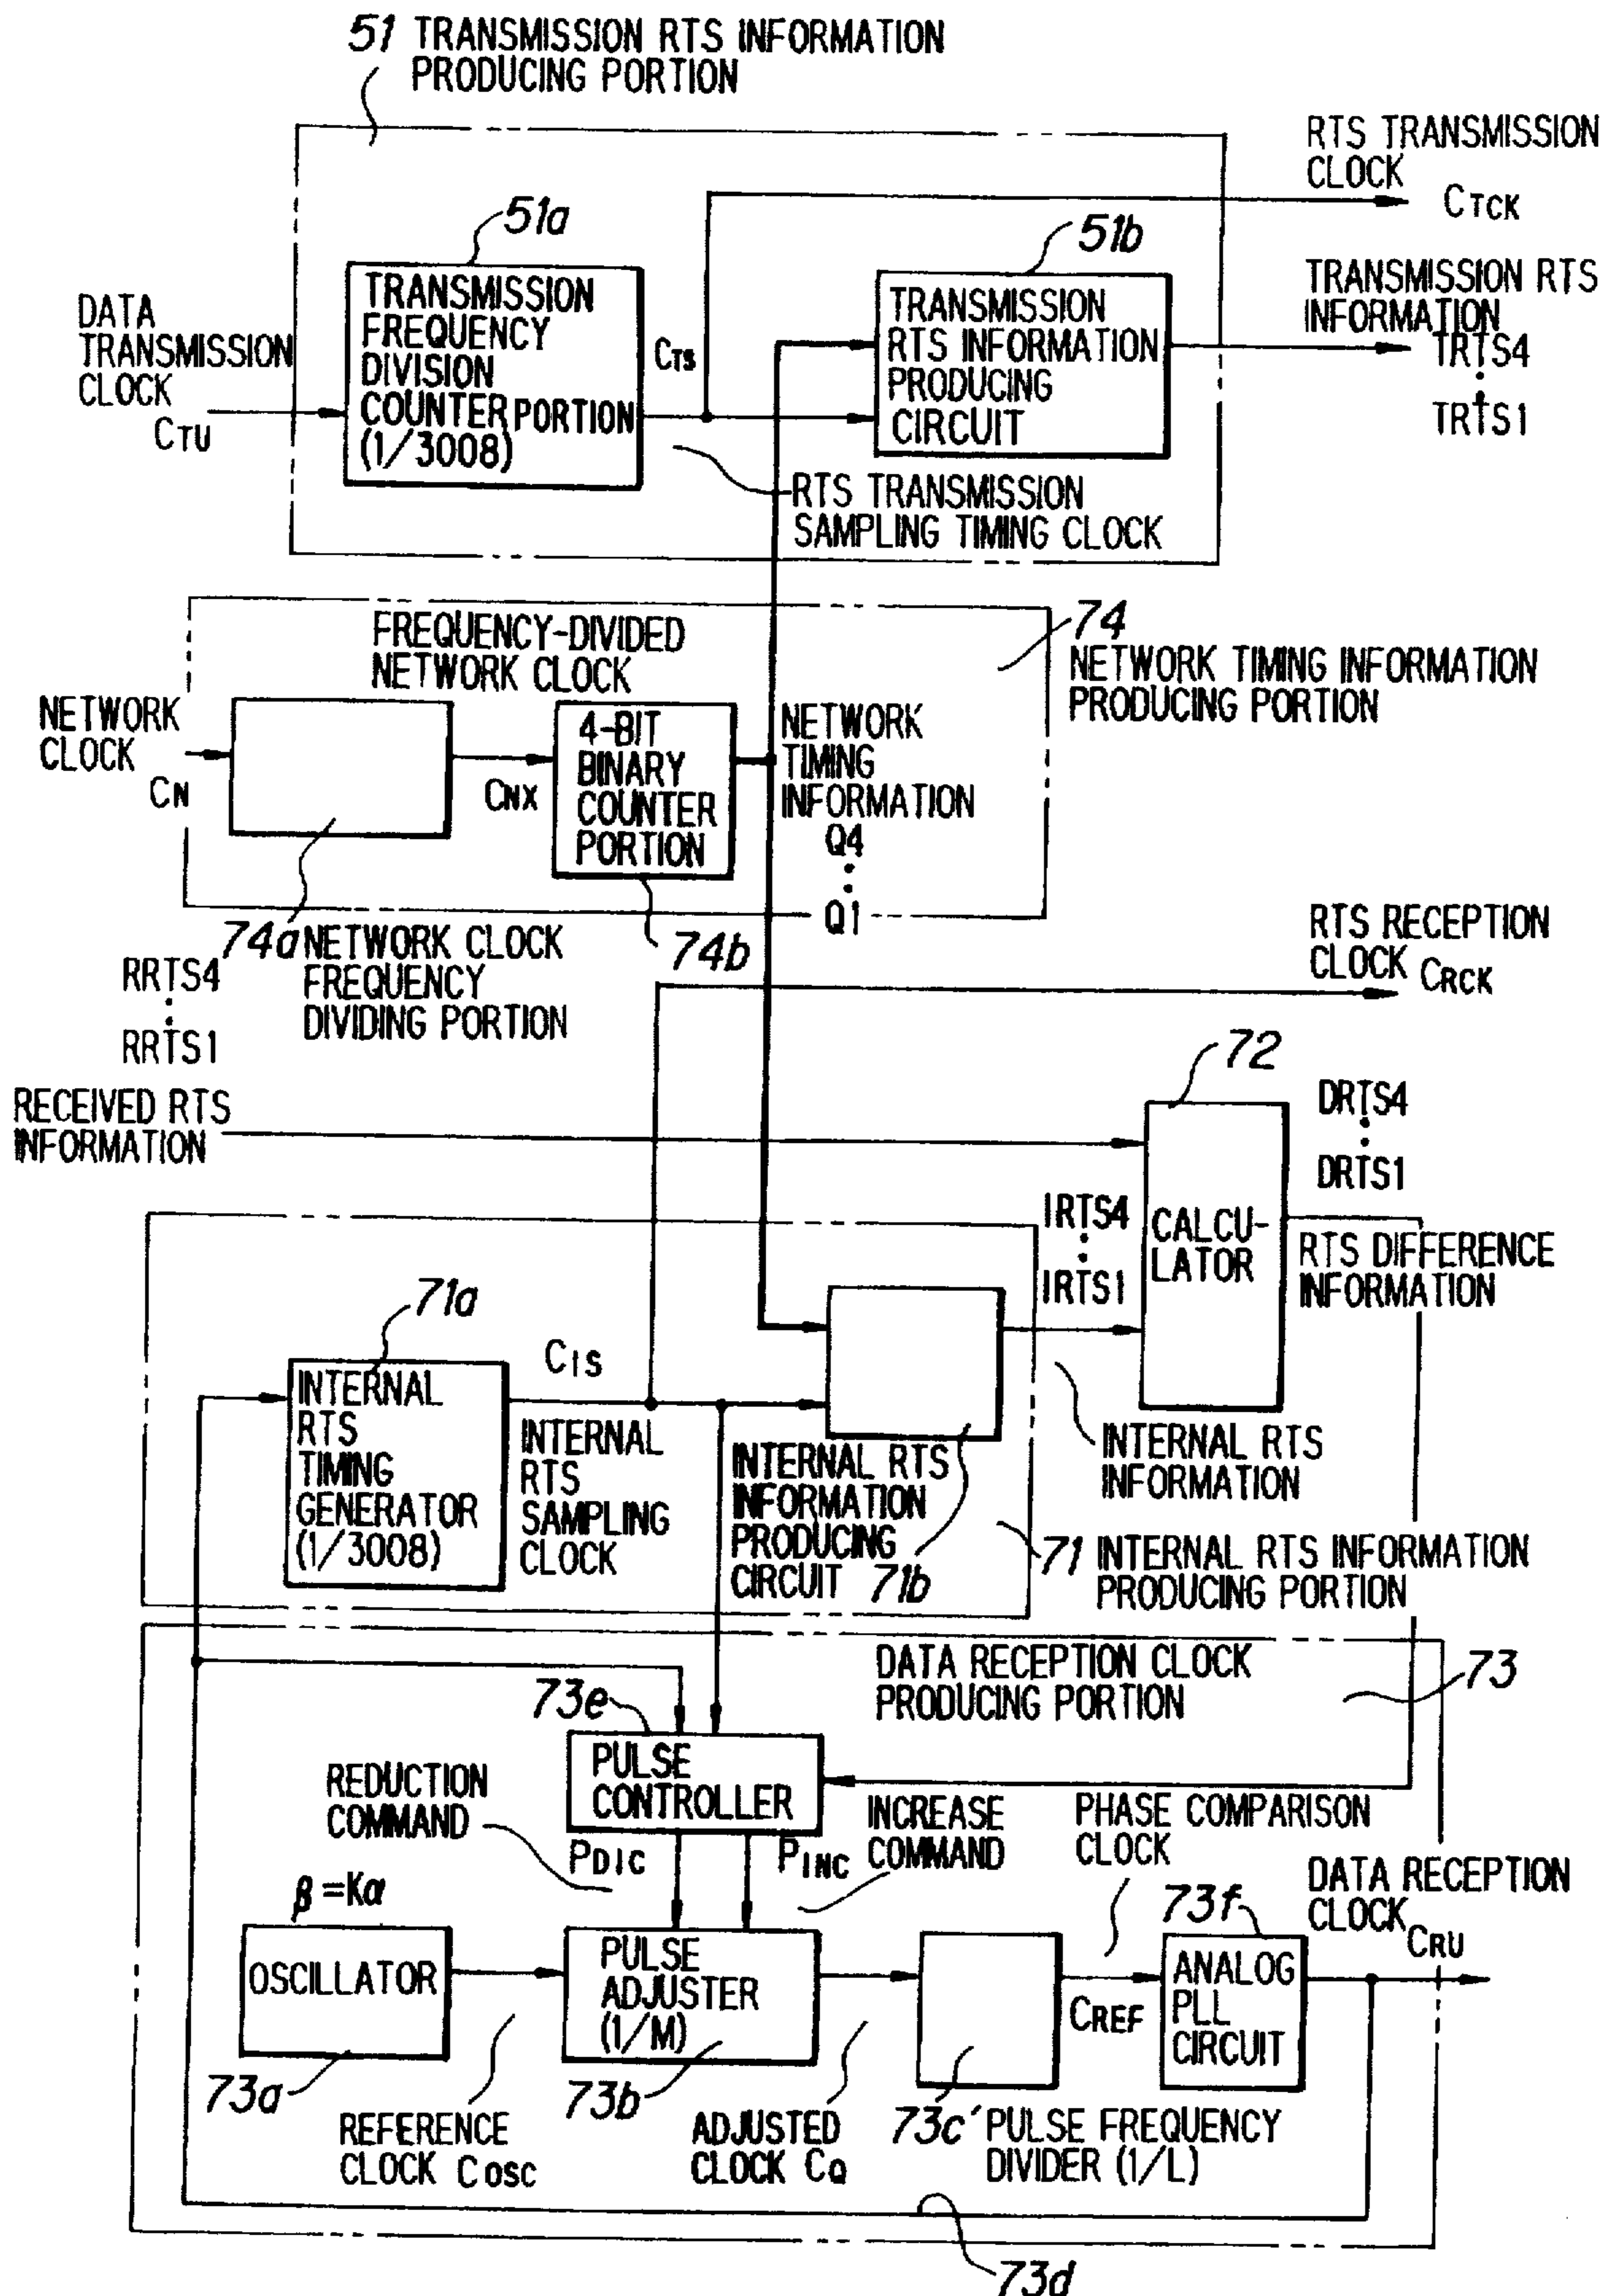 51 TRANSMISSION RTS INFORMATION
PRODUCING PORTION
RTS TRANSMISSION
CLOCK
CTCK
51a
51b
TRANSMISSION
FREQUENCY
DIVISION
COUNTER PORTION
(1/3008)
DATA
TRANSMISSION
CLOCK
CTU
CTS
TRANSMISSION
RTS INFORMATION
PRODUCING
CIRCUIT
TRANSMISSION RTS
INFORMATION
TRTS4
TRTS1
RTS TRANSMISSION
SAMPLING TIMING CLOCK
FREQUENCY-DIVIDED
NETWORK CLOCK
74
NETWORK TIMING INFORMATION
PRODUCING PORTION
NETWORK
CLOCK
CN
CNX
4-BIT
BINARY
COUNTER
PORTION
NETWORK
TIMING
INFORMATION
Q4
Q1
74a NETWORK CLOCK
FREQUENCY
DIVIDING PORTION
74b
RTS RECEPTION
CLOCK CRCK
RRTS4
RRTS1
RECEIVED RTS
INFORMATION
72
CALCU-
LATOR
DRTS4
DRTS1
RTS DIFFERENCE
INFORMATION
IRTS4
IRTS1
71a
INTERNAL
RTS
TIMING
GENERATOR
(1/3008)
CIS
INTERNAL
RTS
SAMPLING
CLOCK
INTERNAL RTS
INFORMATION
PRODUCING
CIRCUIT 71b
INTERNAL RTS
INFORMATION
71 INTERNAL RTS INFORMATION
PRODUCING PORTION
DATA RECEPTION CLOCK
PRODUCING PORTION
73
73e
PULSE
CONTROLLER
REDUCTION
COMMAND
PDIC
PINC
INCREASE
COMMAND
PHASE COMPARISON
CLOCK
DATA RECEPTION
CLOCK CRU
β=Kα
OSCILLATOR
73a
PULSE
ADJUSTER
(1/M)
73b
CREF
73f
ANALOG
PLL
CIRCUIT
REFERENCE
CLOCK COSC
ADJUSTED
CLOCK CQ
73c' PULSE FREQUENCY
DIVIDER (1/L)
73d